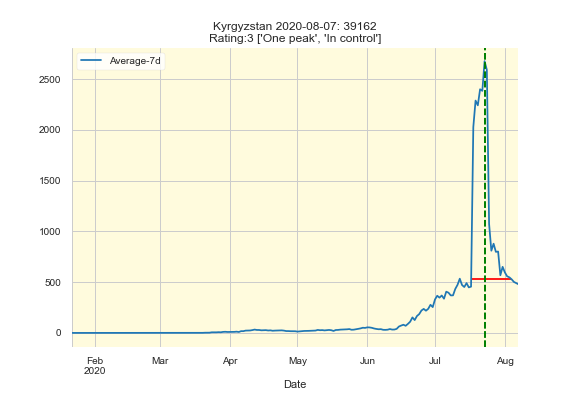 Kyrgyzstan 2020-08-07: 39162
Rating:3 ['One peak', 'In control']
Average-7d
2500
2000
1500
1000
500
0
Feb
2020
Mar
Apr
May
Jun
Jul
Aug
Date